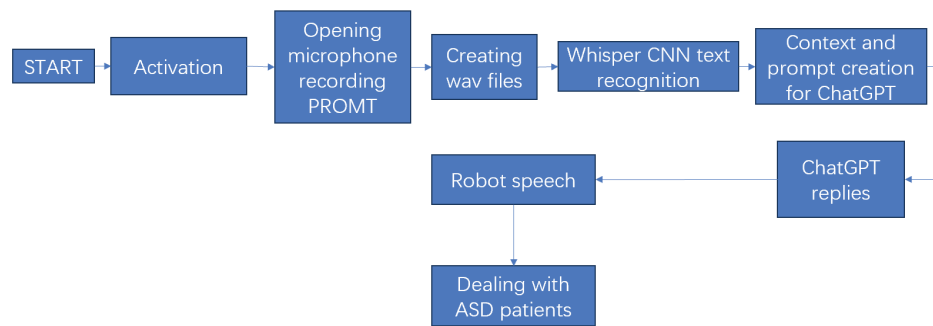 START
Activation
Opening
microphone
recording
PROMT
Creating
wav files
Whisper CNN text
recognition
Context and
prompt creation
for ChatGPT
ChatGPT
replies
Robot speech
Dealing with
ASD patients